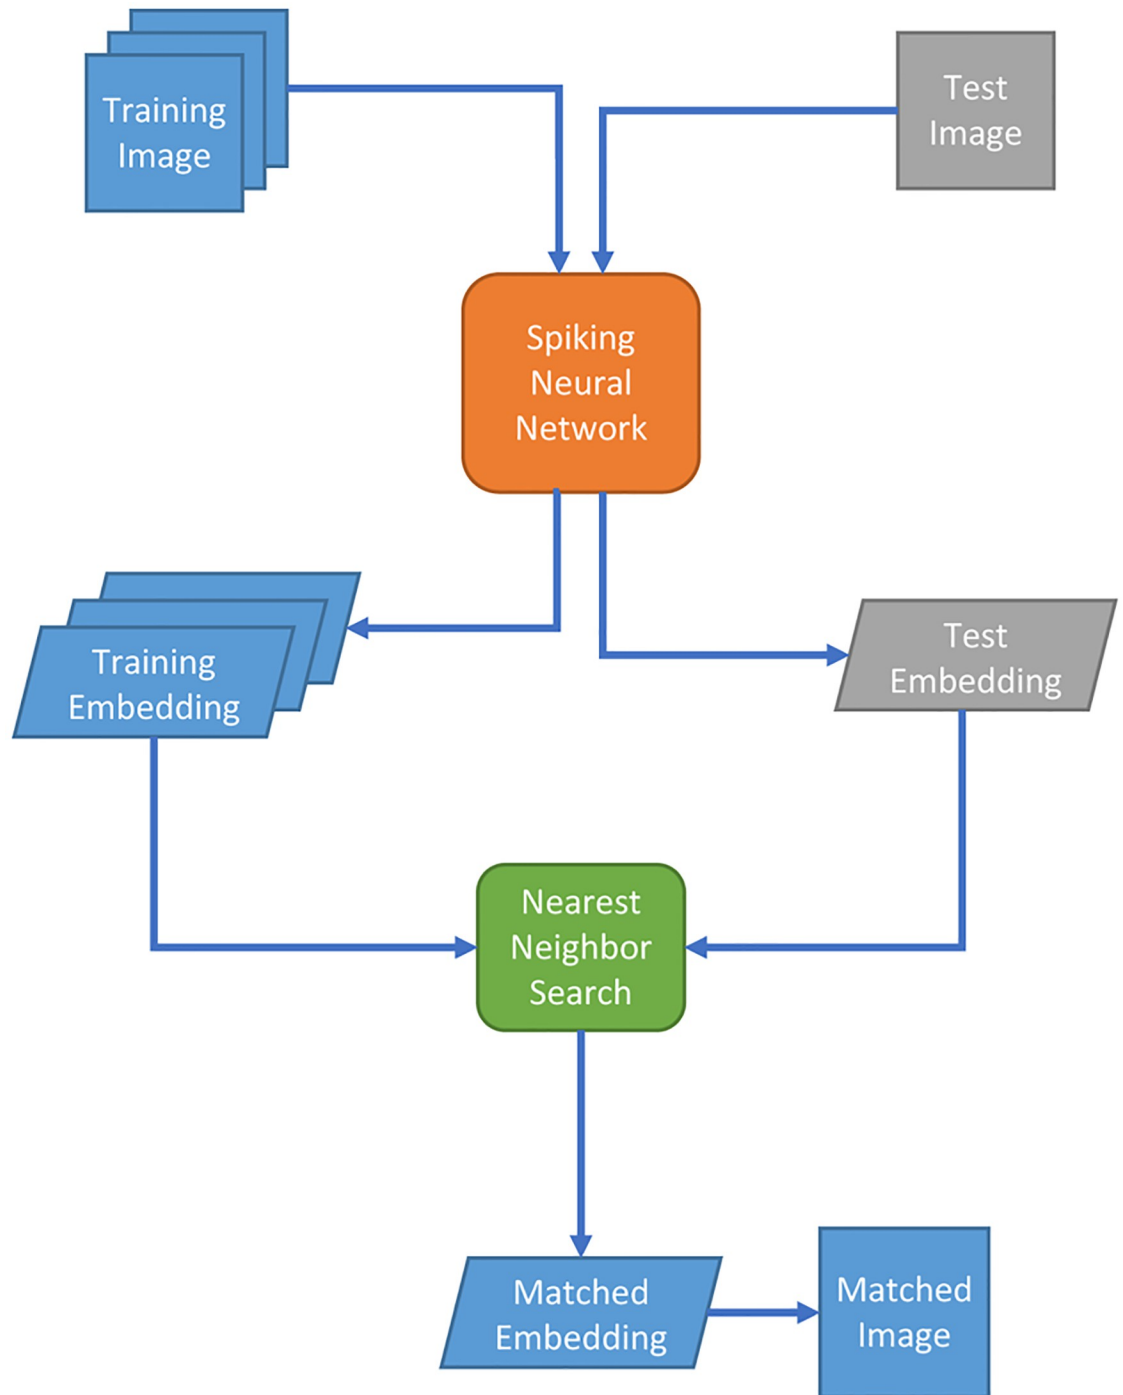 Training
Image
Test
Image
Spiking
Neural
Network
Training
Embedding
Test
Embedding
Nearest
Neighbor
Search
Matched
Embedding
Matched
Image